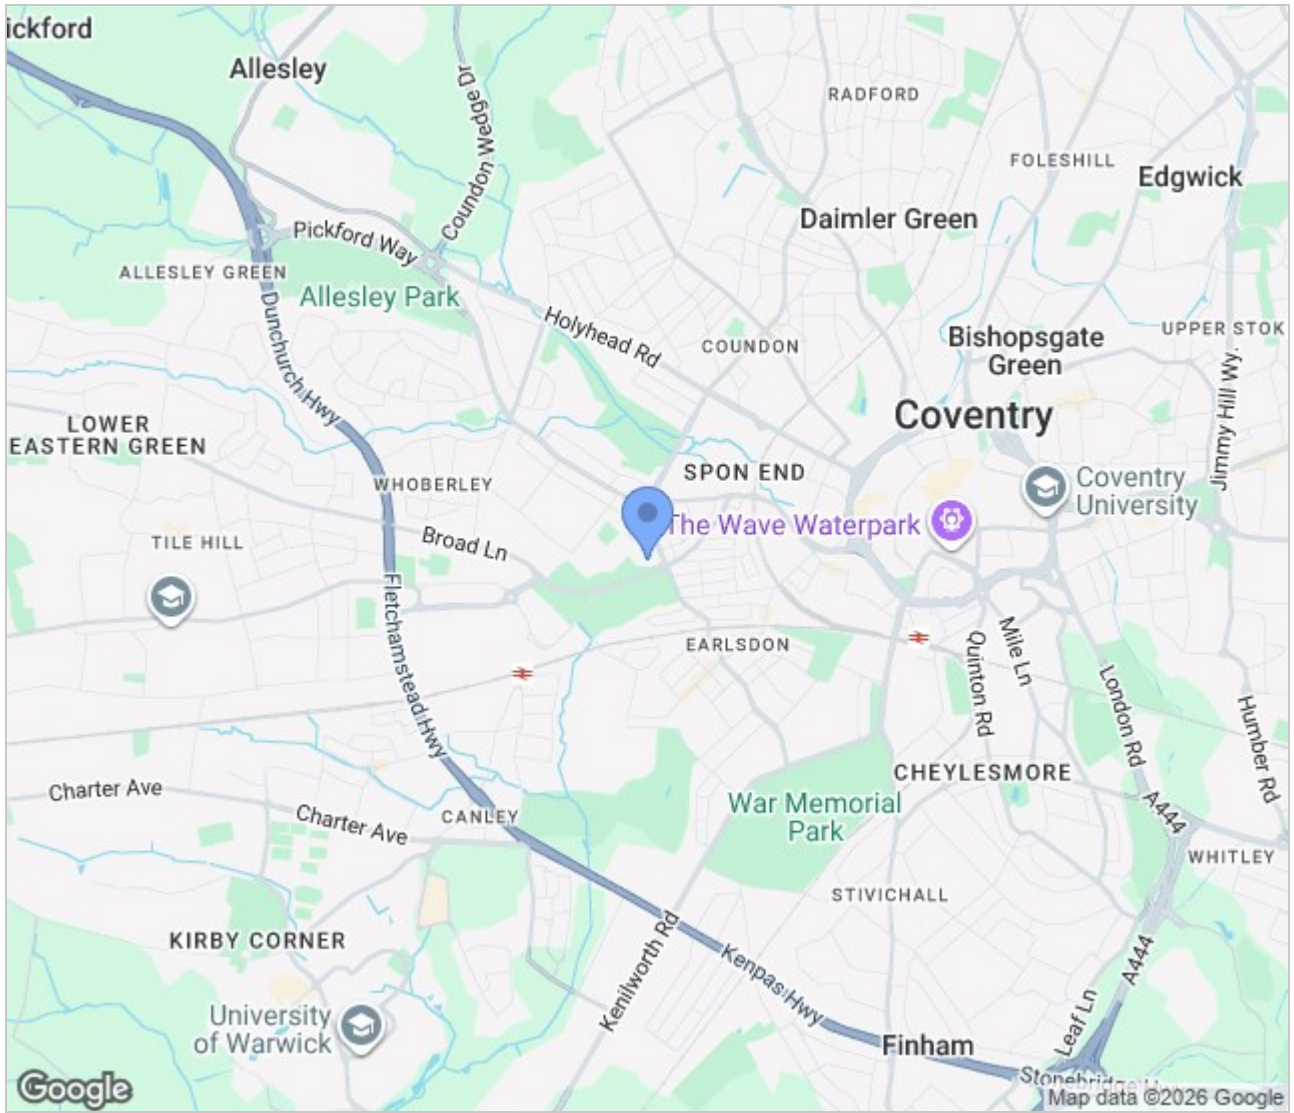 ickford
Allesley
Coundon Wedge Dr
RADFORD
FOLESHILL
Edgwick
Pickford Way
Daimler Green
ALLESLEY GREEN
Allesley Park
Dunchurch Hwy
Holyhead Rd
COUNDON
Bishopsgate
Green
UPPER STOK
Jimmy Hill Wy.
LOWER
EASTERN GREEN
Coventry
WHOBERLEY
SPON END
Coventry
University
The Wave Waterpark
TILE HILL
Broad Ln
Fletchamstead Hwy
EARLSDON
Mile Ln
Quinton Rd
London Rd
Humber Rd
Charter Ave
Charter Ave
CANLEY
War Memorial
Park
CHEYLESMORE
A444
WHITLEY
STIVICHALL
KIRBY CORNER
Kenilworth Rd
Kenpas Hwy
A444
University
of Warwick
Leaf Ln
Finham
Google
Map data ©2026 Google